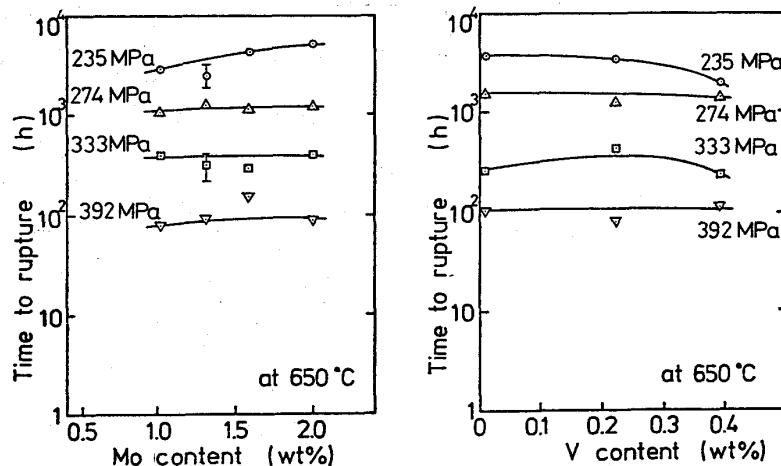 10⁴
10³
10²
10
1
Time to rupture (h)
235 MPa
274 MPa
333MPa
392 MPa
at 650 °C
0.5 1.0 1.5 2.0
Mo content (wt%)
10⁴
10³
10²
10
1
Time to rupture (h)
235 MPa
274 MPa
333 MPa
392 MPa
at 650 °C
0 0.1 0.2 0.3 0.4
V content (wt%)